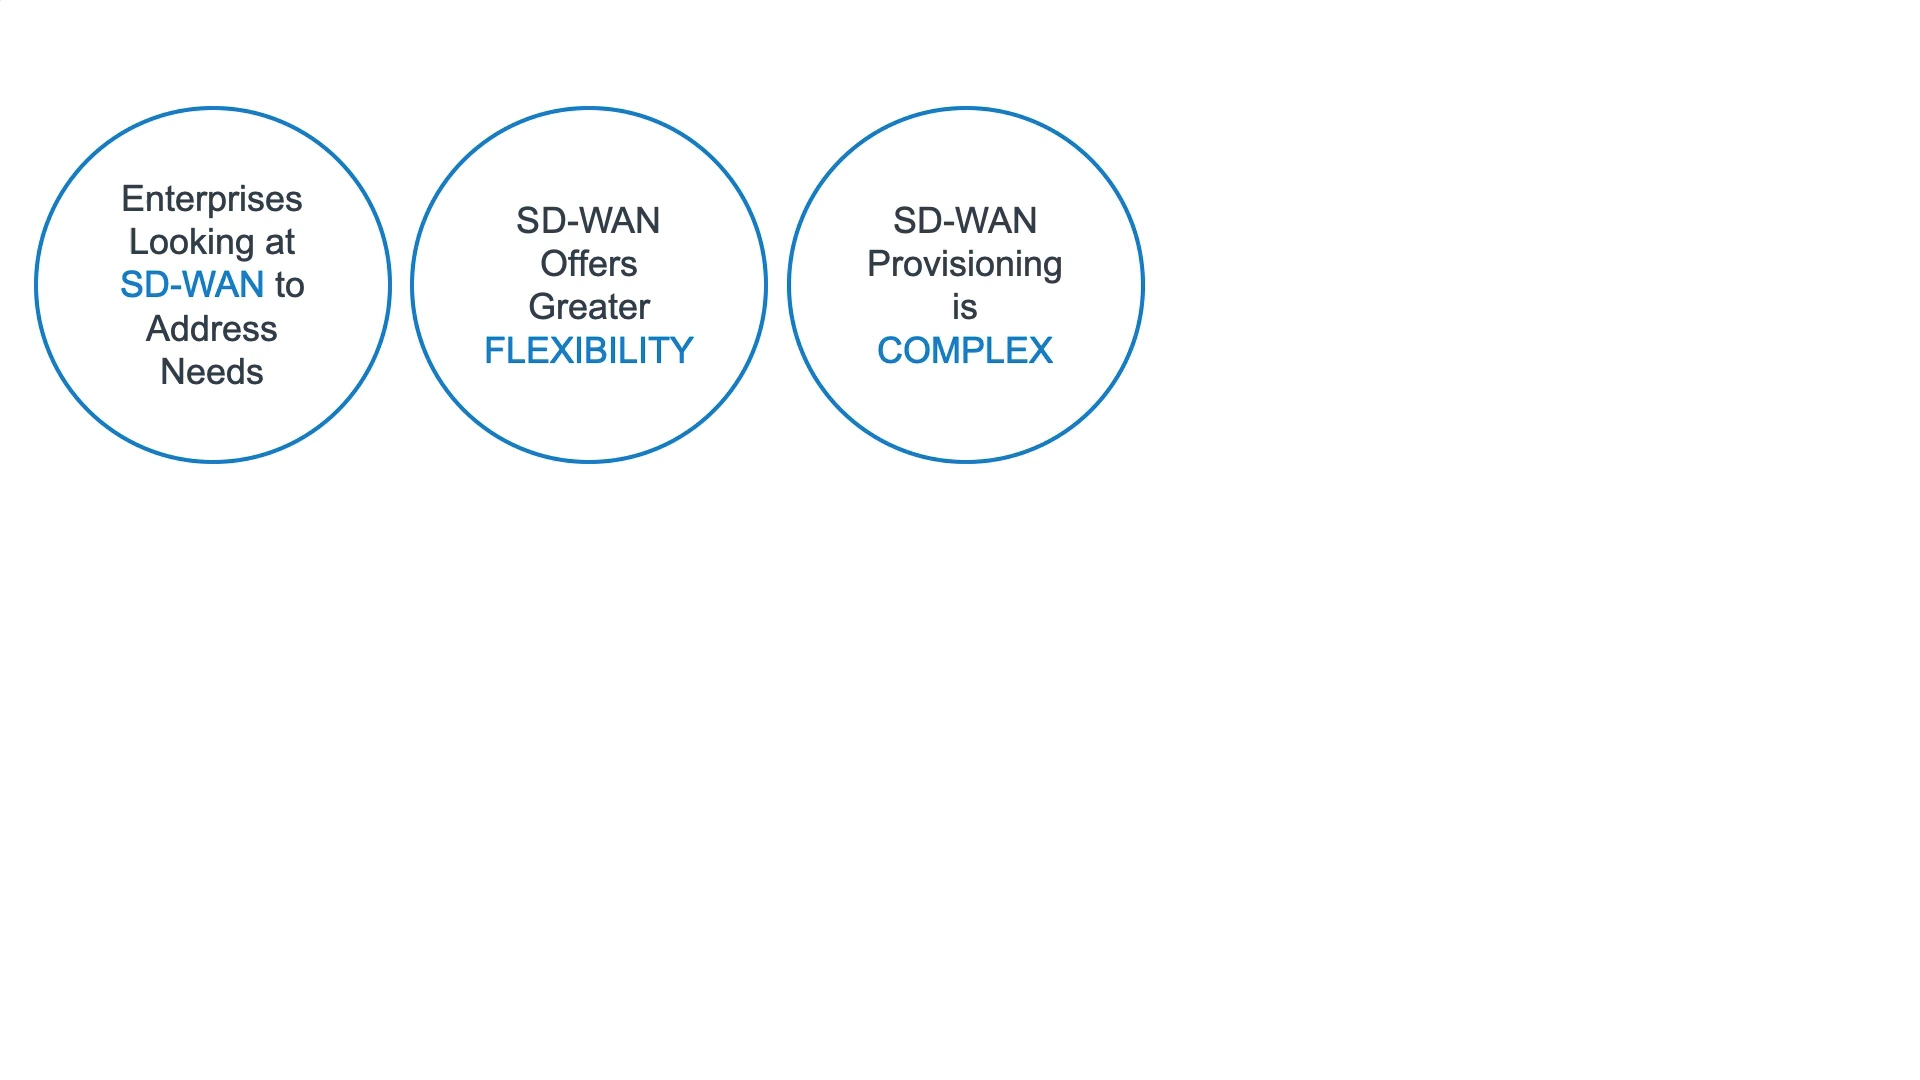 Enterprises
Looking at
SD-WAN to
Address
Needs
SD-WAN
Offers
Greater
FLEXIBILITY
SD-WAN
Provisioning
is
COMPLEX